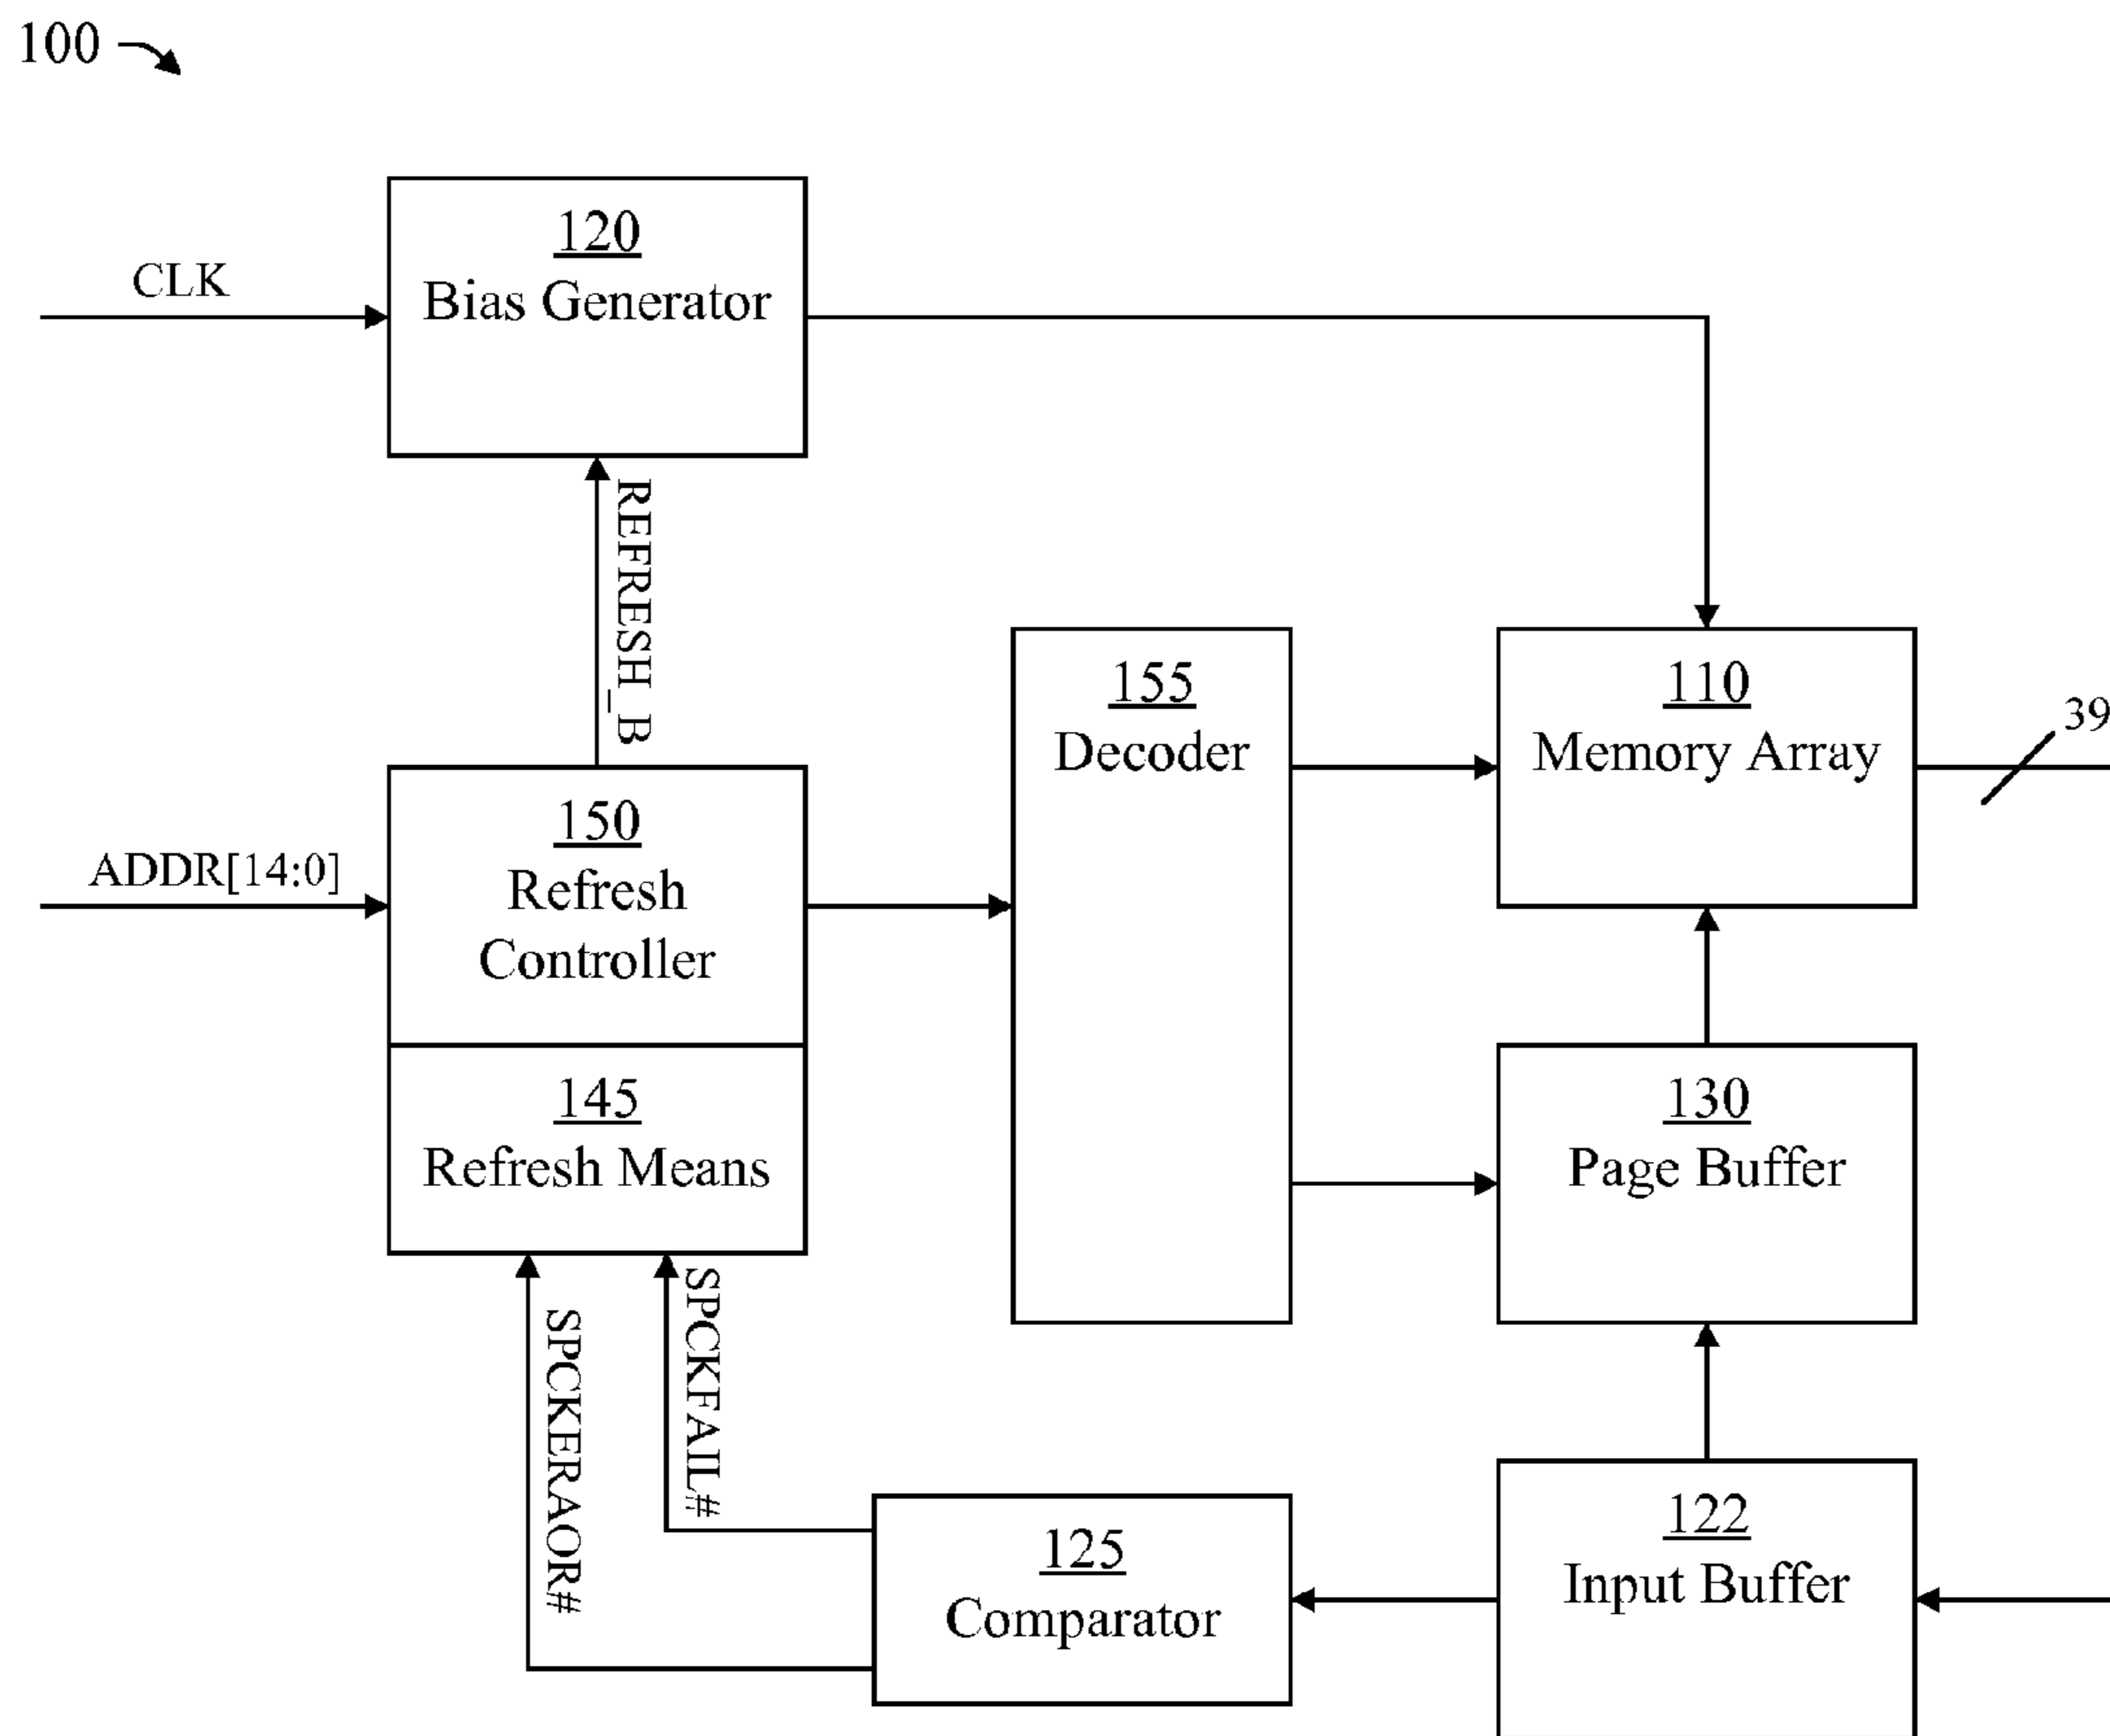 100
120
Bias Generator
CLK
REFRESH_B
155
Decoder
110
Memory Array
39
150
Refresh
Controller
ADDR[14:0]
145
Refresh Means
130
Page Buffer
SPCKERAOR#
SPCKFAIL#
125
Comparator
122
Input Buffer